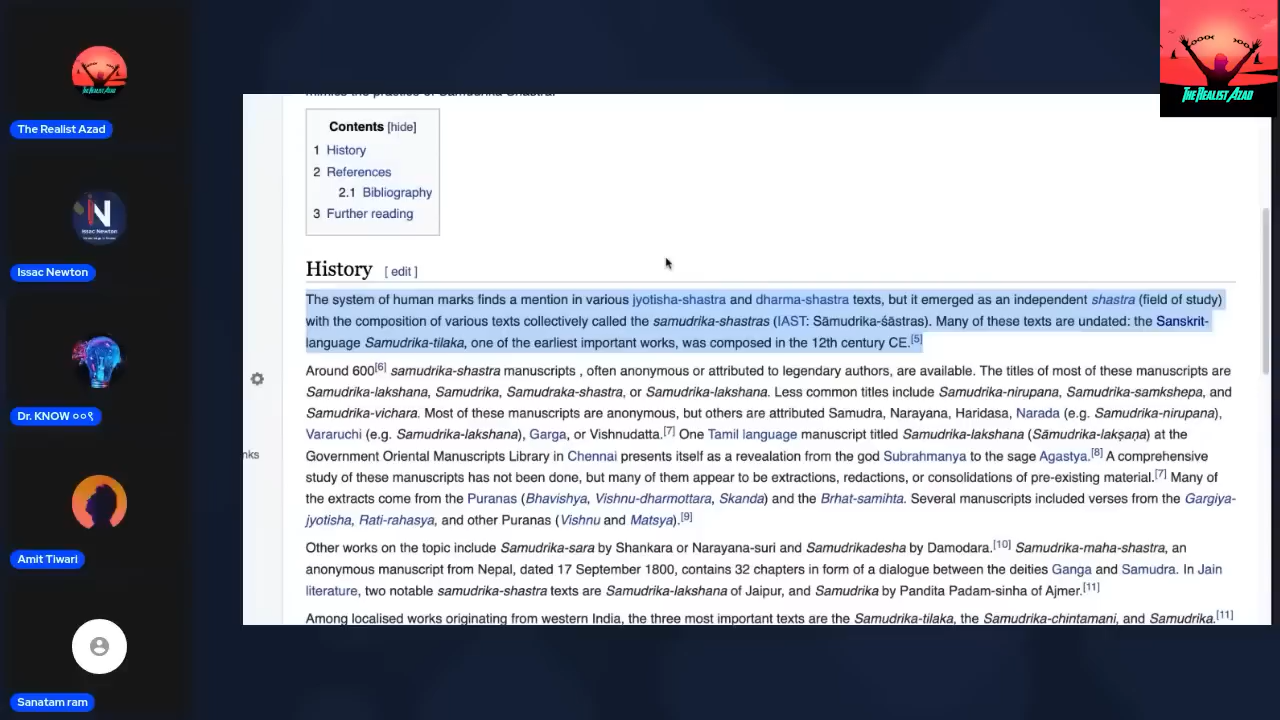 The Realist Azad
Issac Newton
Issac Newton
Dr. KNOW ०००९
Amit Tiwari
Sanatam ram
THE REALIST AZAD
Contents [hide]
1 History
2 References
2.1 Bibliography
3 Further reading
History [ edit ]
The system of human marks finds a mention in various jyotisha-shastra and dharma-shastra texts, but it emerged as an independent shastra (field of study)
with the composition of various texts collectively called the samudrika-shastras (IAST: Sāmudrika-śāstras). Many of these texts are undated: the Sanskrit-
language Samudrika-tilaka, one of the earliest important works, was composed in the 12th century CE.[5]
Around 600[6] samudrika-shastra manuscripts , often anonymous or attributed to legendary authors, are available. The titles of most of these manuscripts are
Samudrika-lakshana, Samudrika, Samudraka-shastra, or Samudrika-lakshana. Less common titles include Samudrika-nirupana, Samudrika-samkshepa, and
Samudrika-vichara. Most of these manuscripts are anonymous, but others are attributed Samudra, Narayana, Haridasa, Narada (e.g. Samudrika-nirupana),
Vararuchi (e.g. Samudrika-lakshana), Garga, or Vishnudatta.[7] One Tamil language manuscript titled Samudrika-lakshana (Sāmudrika-lakṣaṇa) at the
Government Oriental Manuscripts Library in Chennai presents itself as a revealation from the god Subrahmanya to the sage Agastya.[8] A comprehensive
study of these manuscripts has not been done, but many of them appear to be extractions, redactions, or consolidations of pre-existing material.[7] Many of
the extracts come from the Puranas (Bhavishya, Vishnu-dharmottara, Skanda) and the Brhat-samihta. Several manuscripts included verses from the Gargiya-
jyotisha, Rati-rahasya, and other Puranas (Vishnu and Matsya).[9]
Other works on the topic include Samudrika-sara by Shankara or Narayana-suri and Samudrikadesha by Damodara.[10] Samudrika-maha-shastra, an
anonymous manuscript from Nepal, dated 17 September 1800, contains 32 chapters in form of a dialogue between the deities Ganga and Samudra. In Jain
literature, two notable samudrika-shastra texts are Samudrika-lakshana of Jaipur, and Samudrika by Pandita Padam-sinha of Ajmer.[11]
Among localised works originating from western India, the three most important texts are the Samudrika-tilaka, the Samudrika-chintamani, and Samudrika.[11]